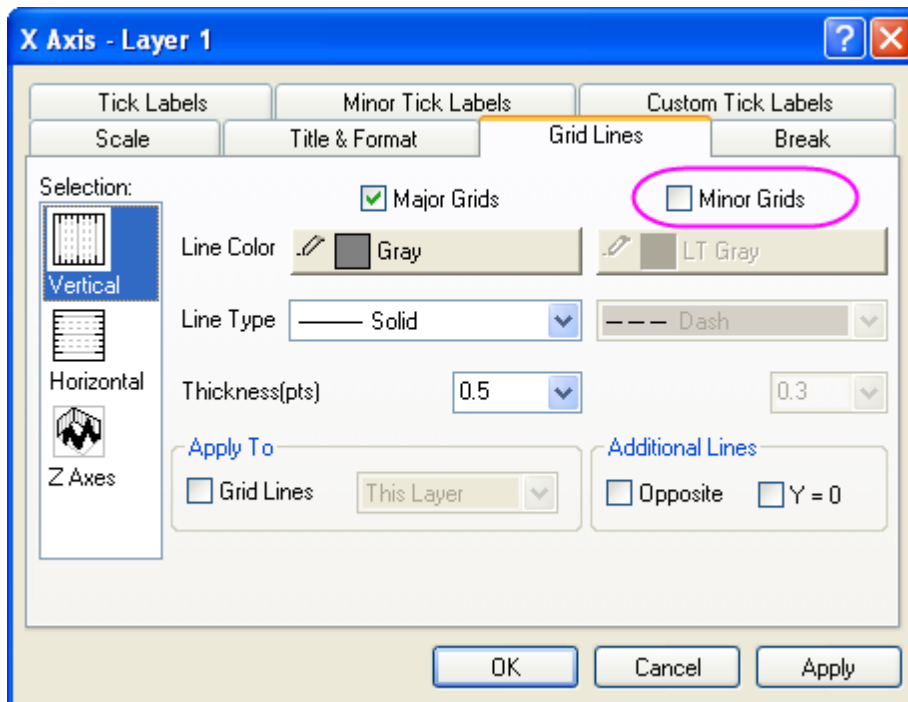 X Axis - Layer 1
Tick Labels Minor Tick Labels Custom Tick Labels
Scale Title & Format Grid Lines Break
Selection:
Major Grids Minor Grids
Vertical
Line Color Gray LT Gray
Line Type Solid Dash
Horizontal
Thickness(pts) 0.5 0.3
Z Axes
Apply To
Grid Lines This Layer
Additional Lines
Opposite Y = 0
OK Cancel Apply